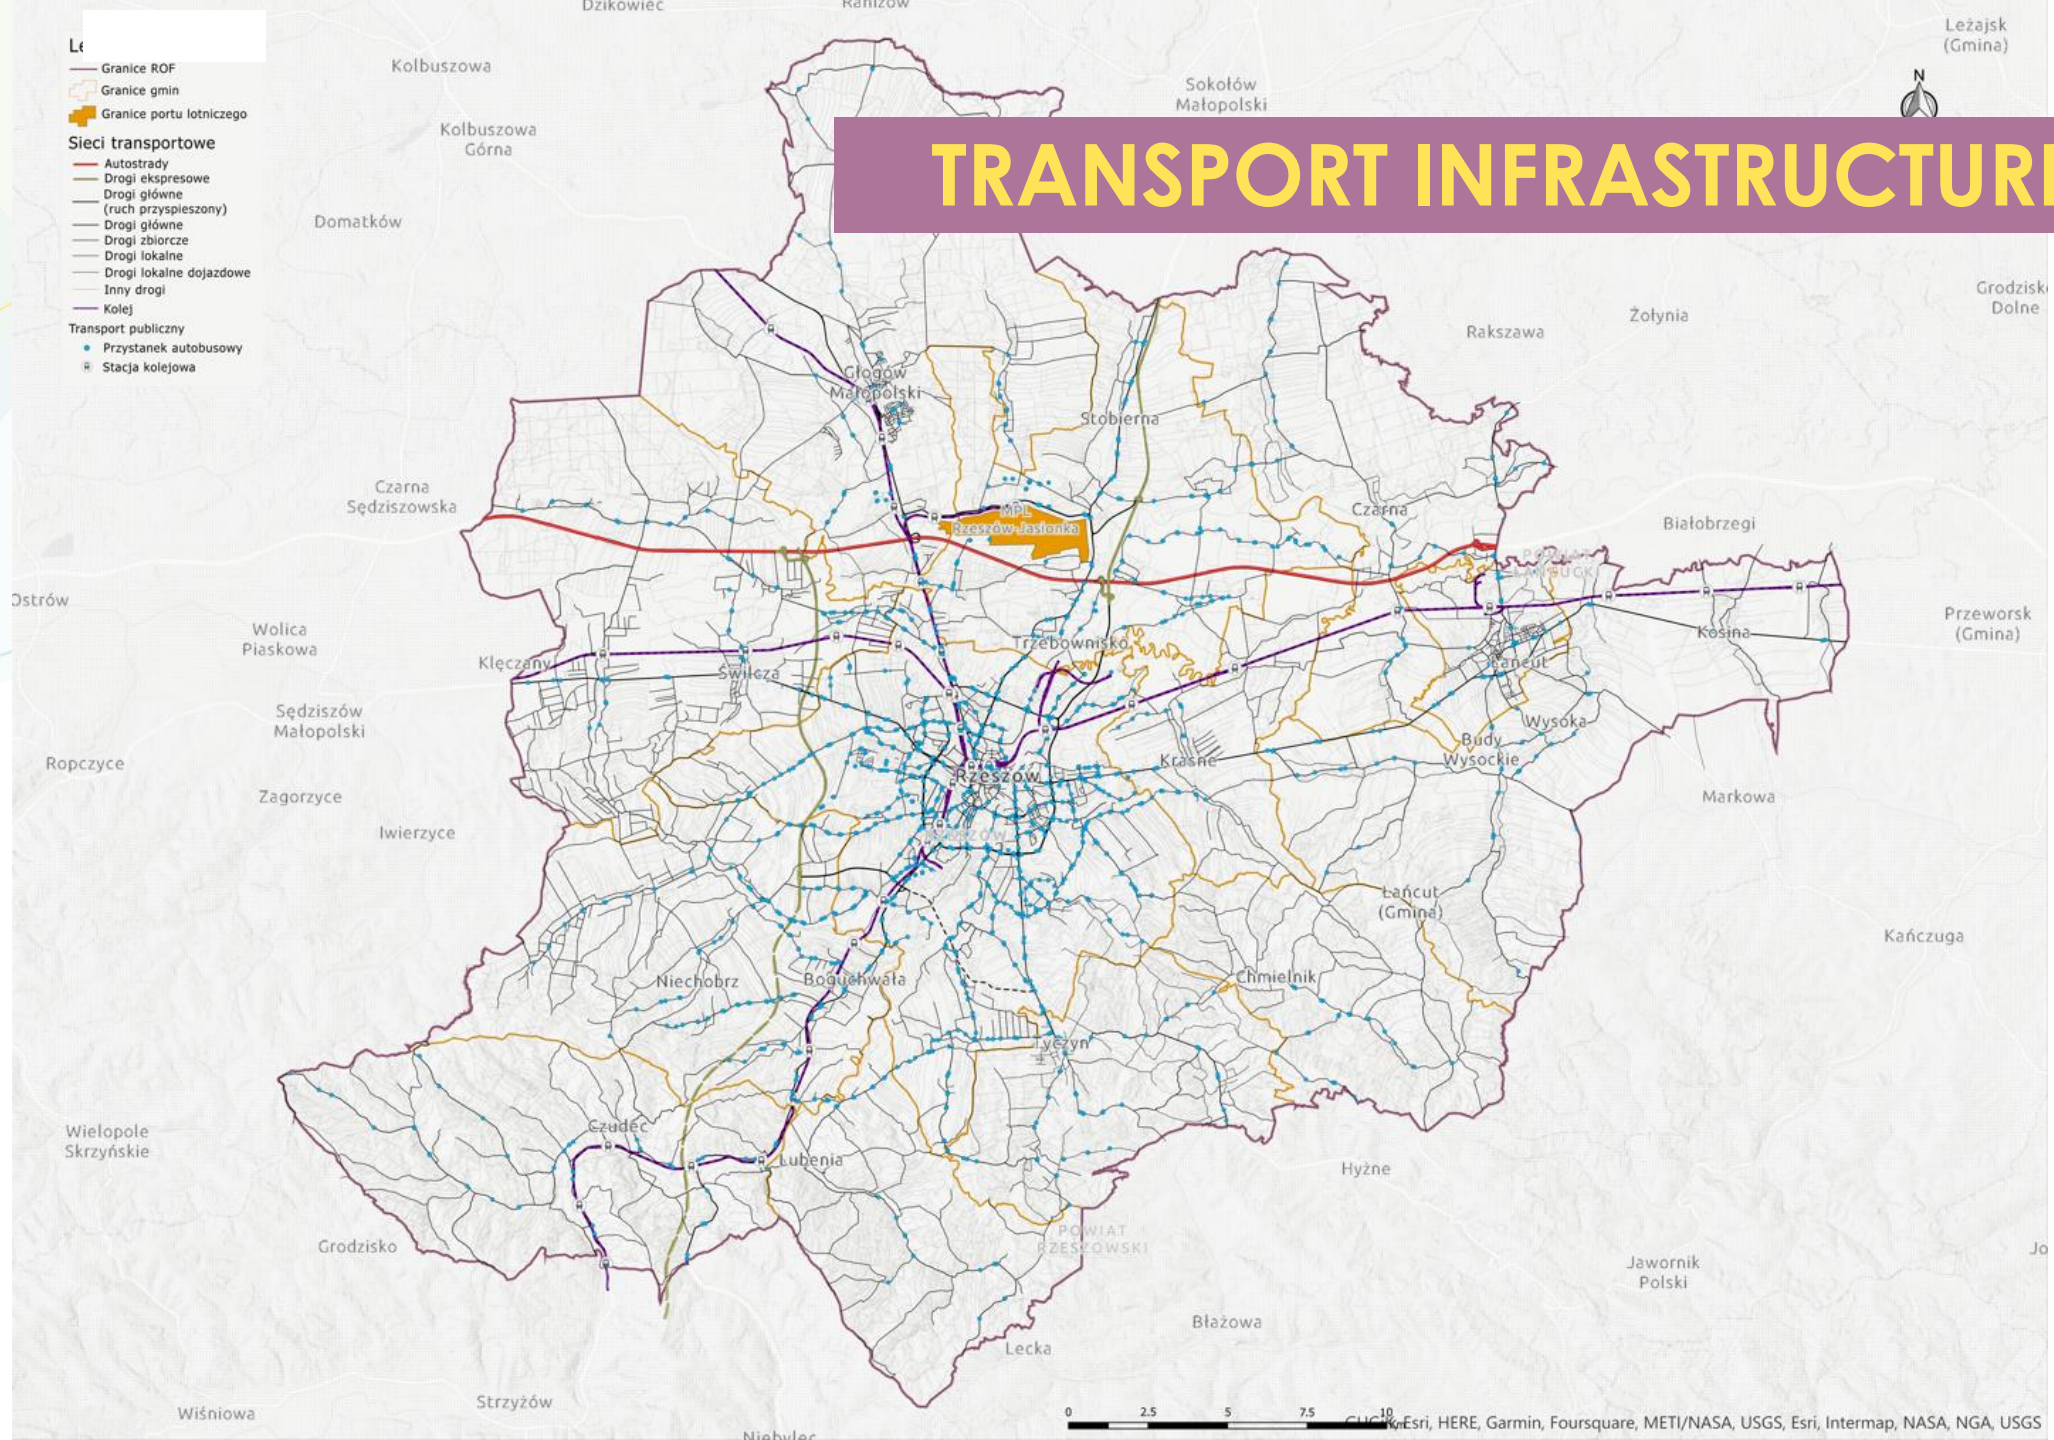 Dzikowiec
Raniżów
Leżajsk
(Gmina)
Granice ROF
Granice gmin
Granice portu lotniczego
Sieci transportowe
Autostrady
Drogi ekspresowe
Drogi główne
(ruch przyspieszony)
Drogi główne
Drogi zbiorcze
Drogi lokalne
Drogi lokalne dojazdowe
Inny drogi
Kolej
Transport publiczny
Przystanek autobusowy
Stacja kolejowa
Kolbuszowa
Sokołów
Małopolski
N
Kolbuszowa
Górna
TRANSPORT INFRASTRUCTURE
Domatków
Grodzisko
Dolne
Żołynia
Rakszawa
Głogów
Małopolski
Stobierna
Czarna
Sędziszowska
Czarna
MPL
Rzeszów-Jasionka
Białobrzegi
POWIAT
ŁAŃCUCKI
Ostrów
Wolica
Piaskowa
Przeworsk
(Gmina)
Kosina
Trzebownisko
Klęczany
Świlcza
Łańcut
Sędziszów
Małopolski
Wysoka
Budy
Wysockie
Ropczyce
Krasne
Rzeszów
Zagorzyce
Markowa
Iwierzyce
RZESZÓW
Łańcut
(Gmina)
Kańczuga
Niechobrz
Boguchwała
Chmielnik
Tyczyn
Wielopole
Skrzyńskie
Czudec
Lubenia
Hyżne
POWIAT
RZESZOWSKI
Grodzisko
Jawornik
Polski
Błażowa
Lecka
Strzyżów
Wiśniowa
Niebylec
0 2.5 5 7.5 10
Esri, HERE, Garmin, Foursquare, METI/NASA, USGS, Esri, Intermap, NASA, NGA, USGS